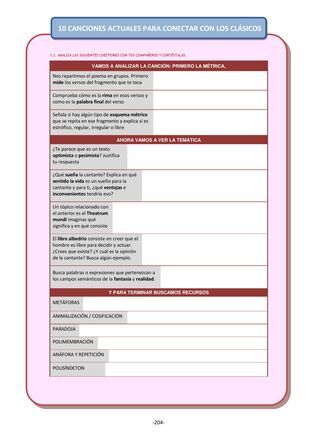 10 CANCIONES ACTUALES PARA CONECTAR CON LOS CLÁSICOS
1.2. ANALIZA LAS SIGUIENTES CUESTIONES CON TUS COMPAÑEROS Y CONTÉSTALAS.
VAMOS A ANALIZAR LA CANCIÓN: PRIMERO LA MÉTRICA.
Nos repartimos el poema en grupos. Primero
mide los versos del fragmento que te toca
Comprueba cómo es la rima en esos versos y
como es la palabra final del verso
Señala si hay algún tipo de esquema métrico
que se repita en ese fragmento y explica si es
estrófico, regular, irregular o libre
AHORA VAMOS A VER LA TEMÁTICA
¿Te parece que es un texto
optimista o pesimista? Justifica
tu respuesta
¿Qué sueña la cantante? Explica en qué
sentido la vida es un sueño para la
cantante y para ti, ¿qué ventajas e
inconvenientes tendría eso?
Un tópico relacionado con
el anterior es el Theatrum
mundi imaginas qué
significa y en qué consiste
El libre albedrío consiste en creer que el
hombre es libre para decidir y actuar.
¿Crees que existe? ¿Y cuál es la opinión
de la cantante? Busca algún ejemplo.
Busca palabras o expresiones que pertenezcan a
los campos semánticos de la fantasía y realidad.
Y PARA TERMINAR BUSCAMOS RECURSOS
METÁFORAS
ANIMALIZACIÓN / COSIFICACIÓN
PARADOJA
POLIMEMBRACIÓN
ANÁFORA Y REPETICIÓN
POLISÍNDETON
-204-